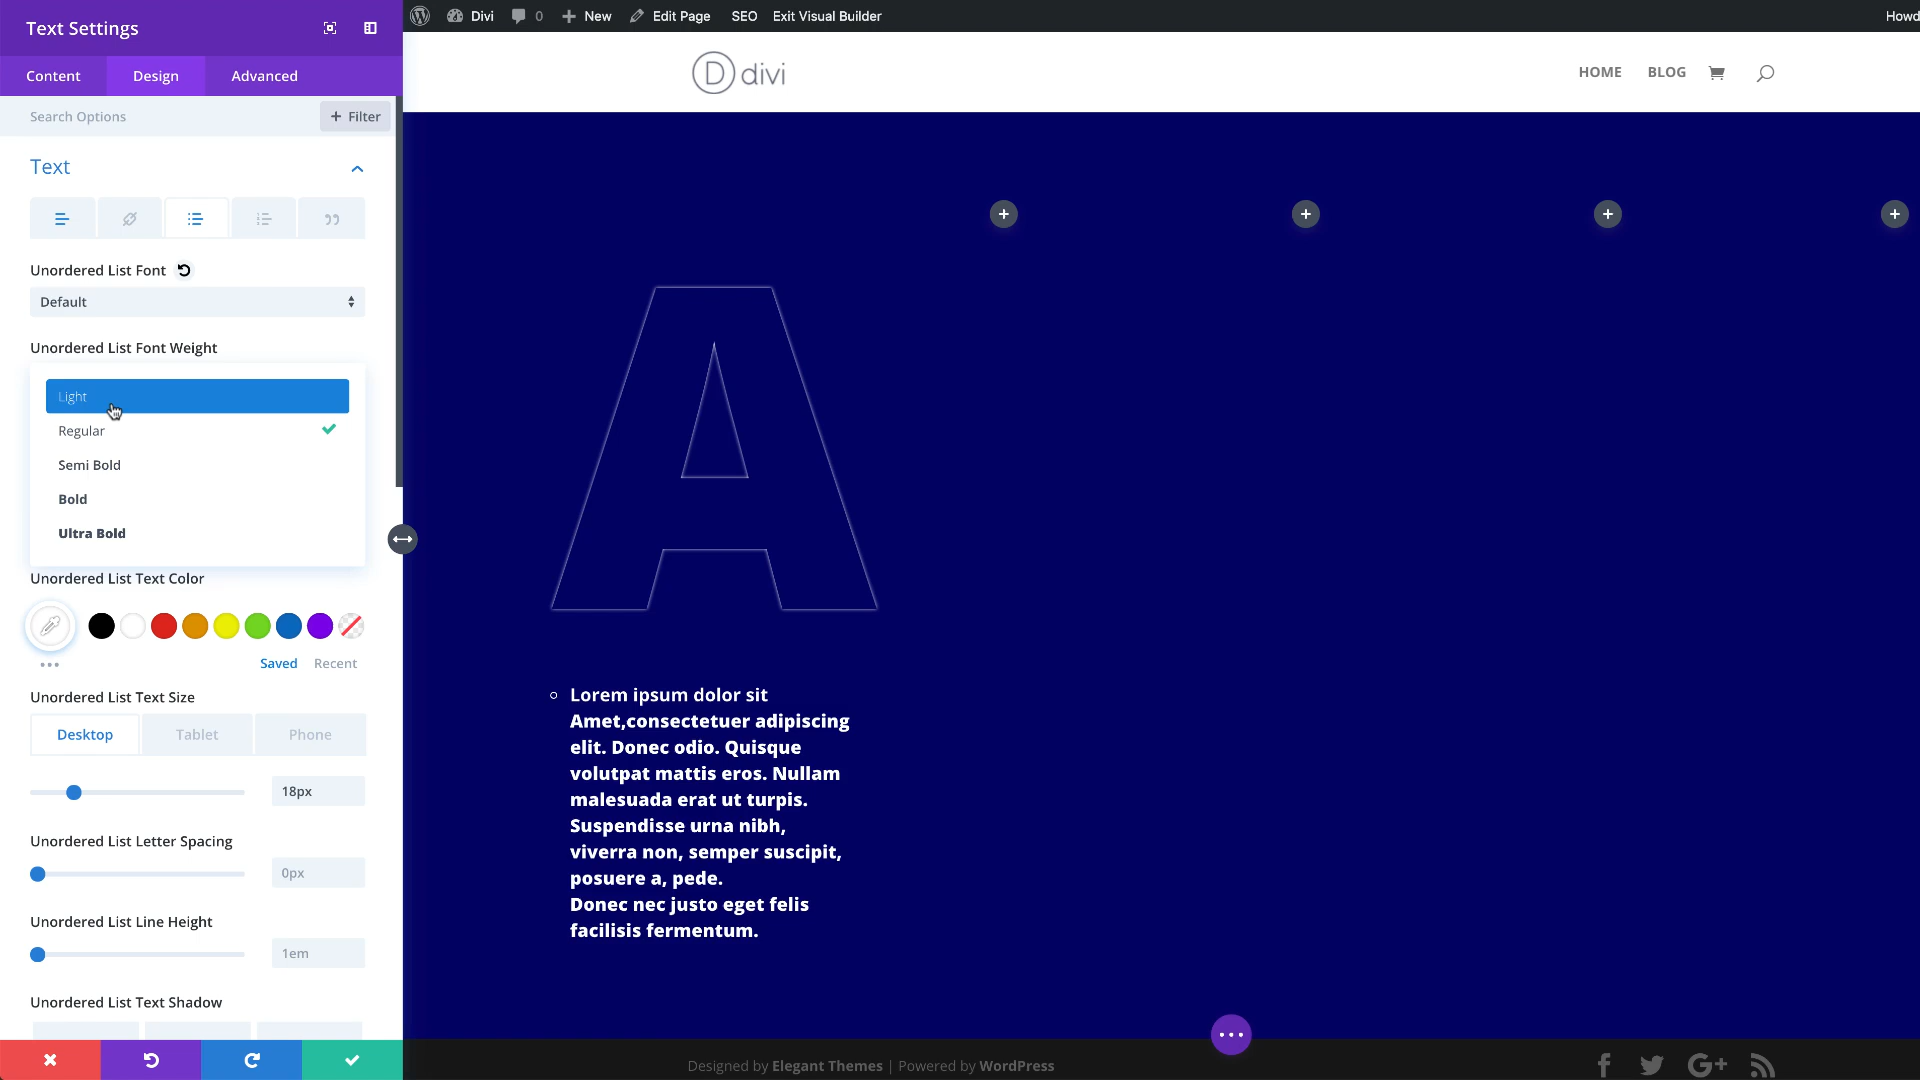 Text Settings
Content Design Advanced
Search Options
+ Filter
Text
Unordered List Font
Default
Unordered List Font Weight
Light
Regular
Semi Bold
Bold
Ultra Bold
Unordered List Text Color
Saved Recent
Unordered List Text Size
Desktop Tablet Phone
18px
Unordered List Letter Spacing
0px
Unordered List Line Height
1em
Unordered List Text Shadow
Divi 0 New Edit Page SEO Exit Visual Builder Howd
D divi
HOME BLOG
A
Lorem ipsum dolor sit
Amet,consectetuer adipiscing
elit. Donec odio. Quisque
volutpat mattis eros. Nullam
malesuada erat ut turpis.
Suspendisse urna nibh,
viverra non, semper suscipit,
posuere a, pede.
Donec nec justo eget felis
facilisis fermentum.
Designed by Elegant Themes | Powered by WordPress